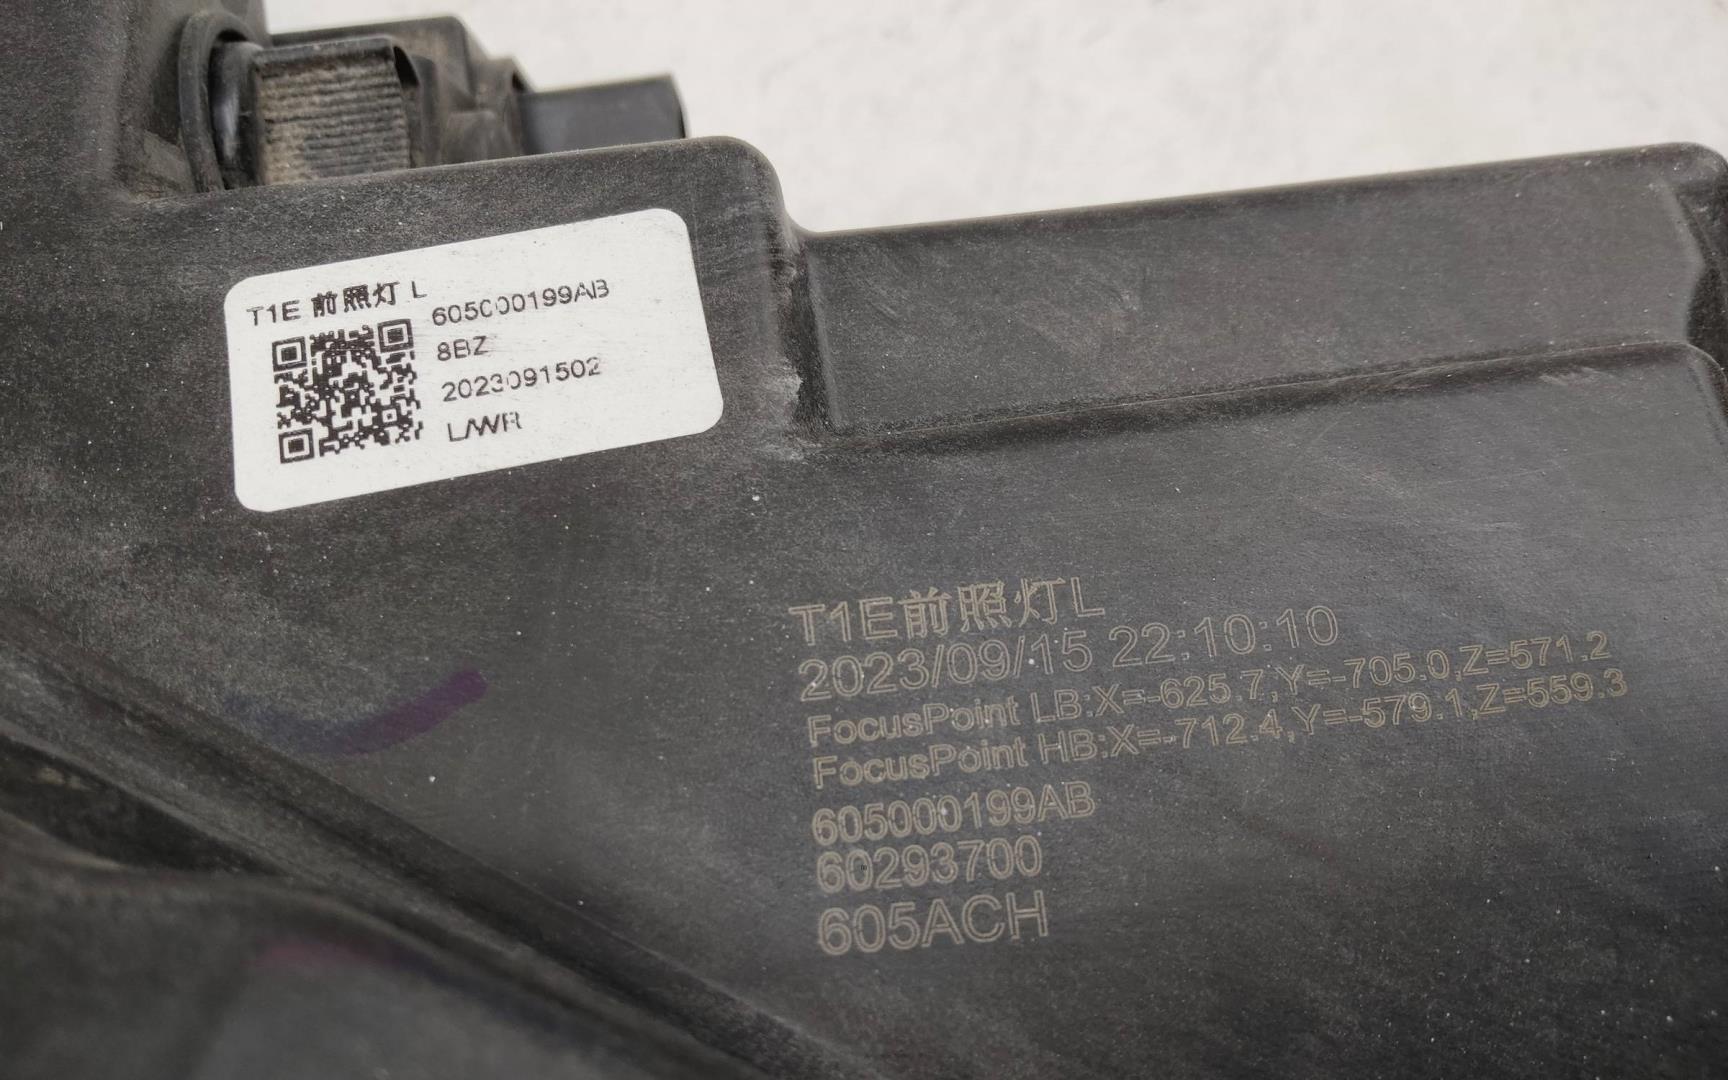 T1E 前照灯 L
605000199AB
8BZ
2023091502
L/WR
T1E前照灯L
2023/09/15 22:10:10
FocusPoint LB:X=-625.7,Y=-705.0,Z=571.2
FocusPoint HB:X=-712.4,Y=-579.1,Z=559.3
605000199AB
60293700
605ACH